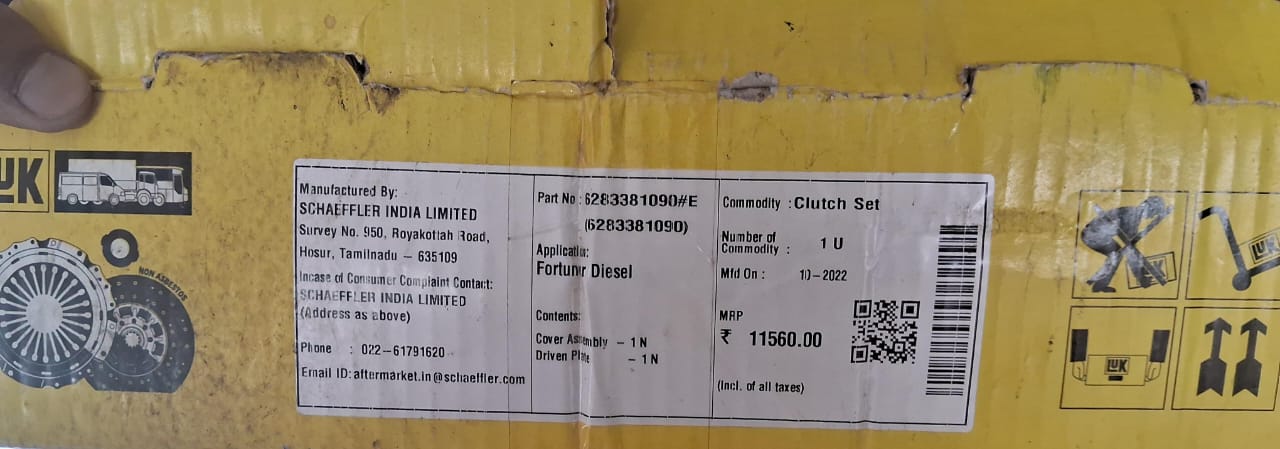 LUK
NON ASBESTOS
Manufactured By:
SCHAEFFLER INDIA LIMITED
Survey No. 950, Royakottah Road,
Hosur, Tamilnadu – 635109
Incase of Consumer Complaint Contact:
SCHAEFFLER INDIA LIMITED
(Address as above)
Phone : 022–61791620
Email ID: aftermarket.in@schaeffler.com
Part No : 6283381090#E
(6283381090)
Application:
Fortuner Diesel
Contents:
Cover Assembly – 1 N
Driven Plate – 1 N
Commodity : Clutch Set
Number of
Commodity : 1 U
Mfd On : 10–2022
MRP
₹ 11560.00
(Incl. of all taxes)
LUK
LUK